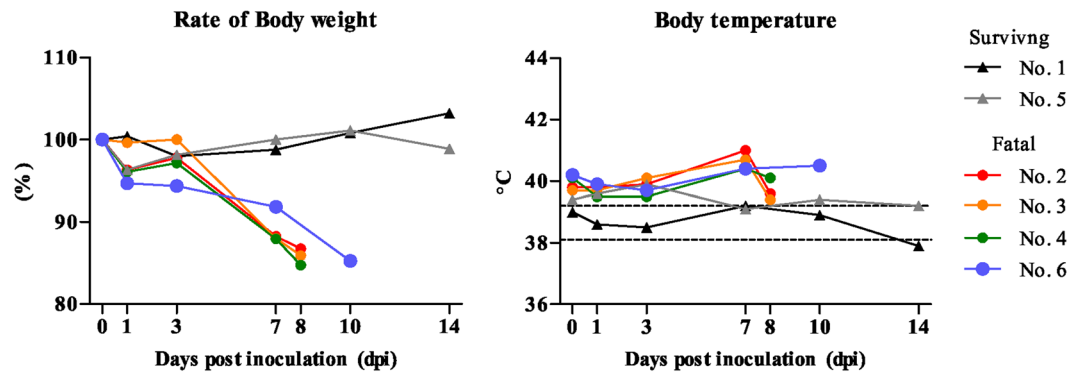 Rate of Body weight
110
100
90
80
(%)
0 1 3 7 8 10 14
Days post inoculation (dpi)
Body temperature
44
42
40
38
36
°C
0 1 3 7 8 10 14
Days post inoculation (dpi)
Survivng
No. 1
No. 5
Fatal
No. 2
No. 3
No. 4
No. 6